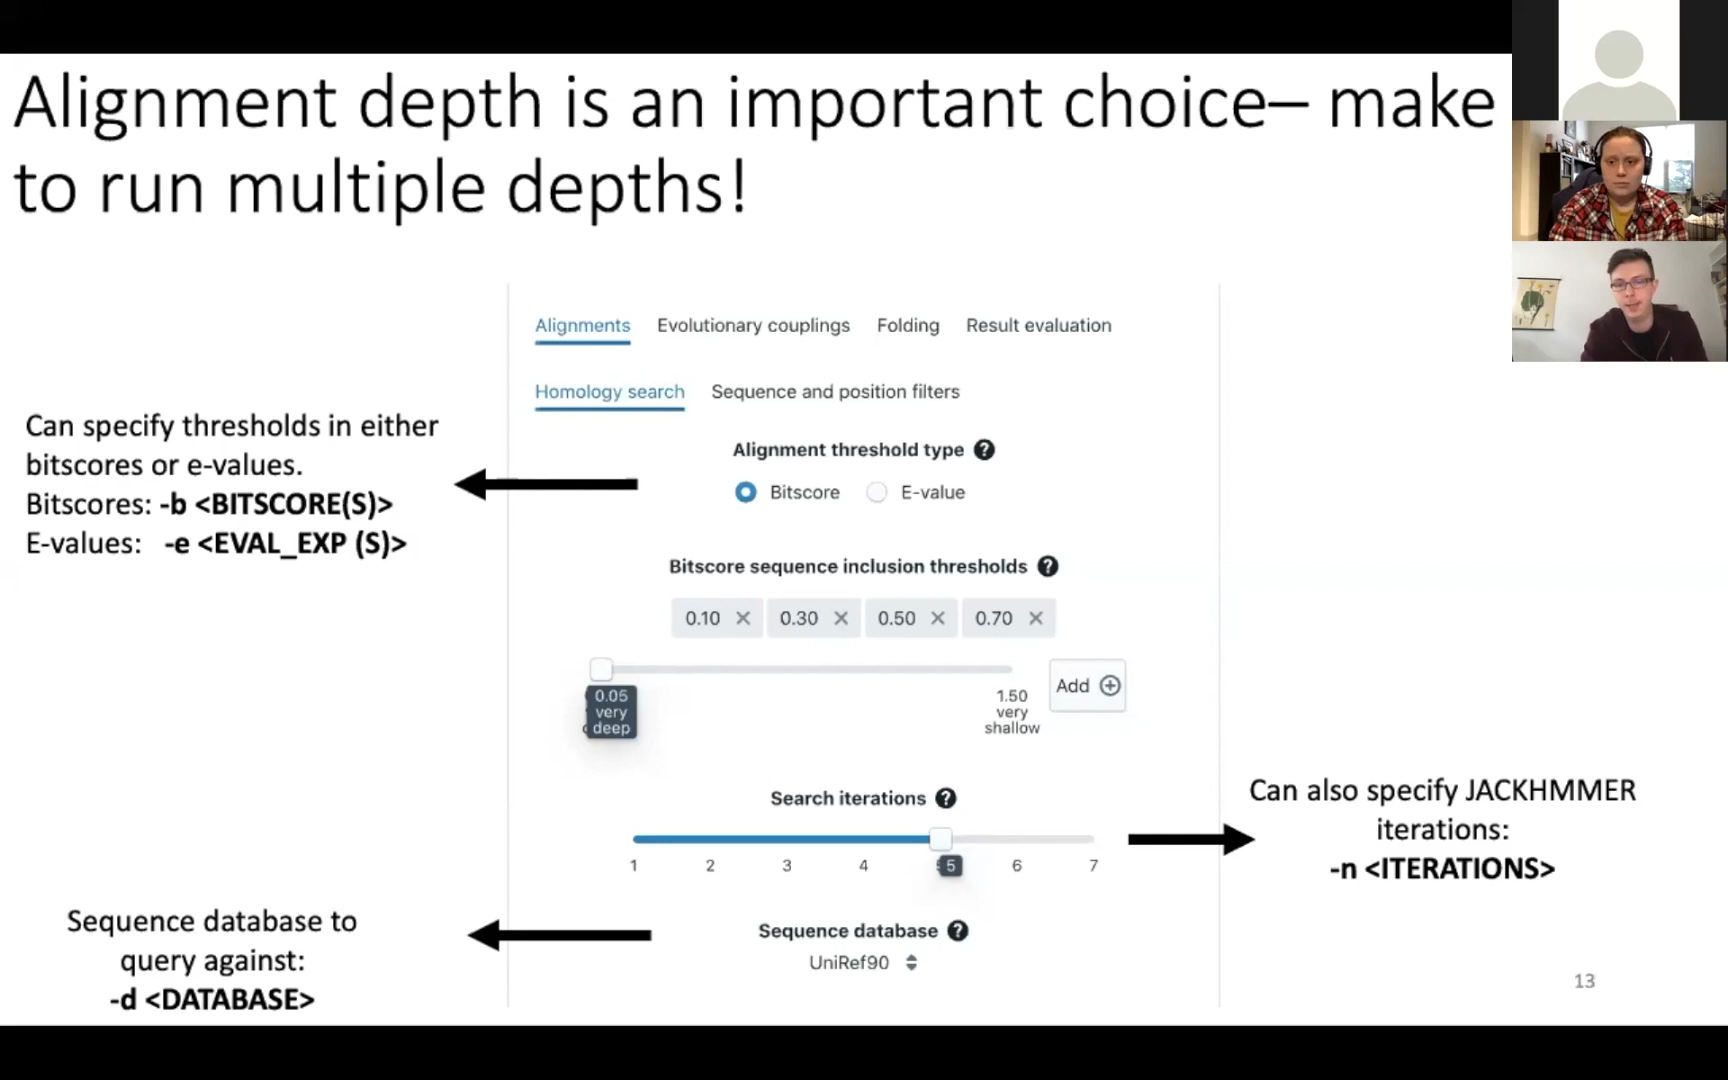 Alignment depth is an important choice– make
to run multiple depths!
Alignments Evolutionary couplings Folding Result evaluation
Homology search Sequence and position filters
Can specify thresholds in either
bitscores or e-values.
Bitscores: -b <BITSCORE(S)>
E-values: -e <EVAL_EXP (S)>
Alignment threshold type ?
Bitscore E-value
Bitscore sequence inclusion thresholds ?
0.10 × 0.30 × 0.50 × 0.70 ×
0.05
very
deep
1.50
very
shallow
Add
Search iterations ?
1 2 3 4 5 6 7
Can also specify JACKHMMER
iterations:
-n <ITERATIONS>
Sequence database to
query against:
-d <DATABASE>
Sequence database ?
UniRef90
13